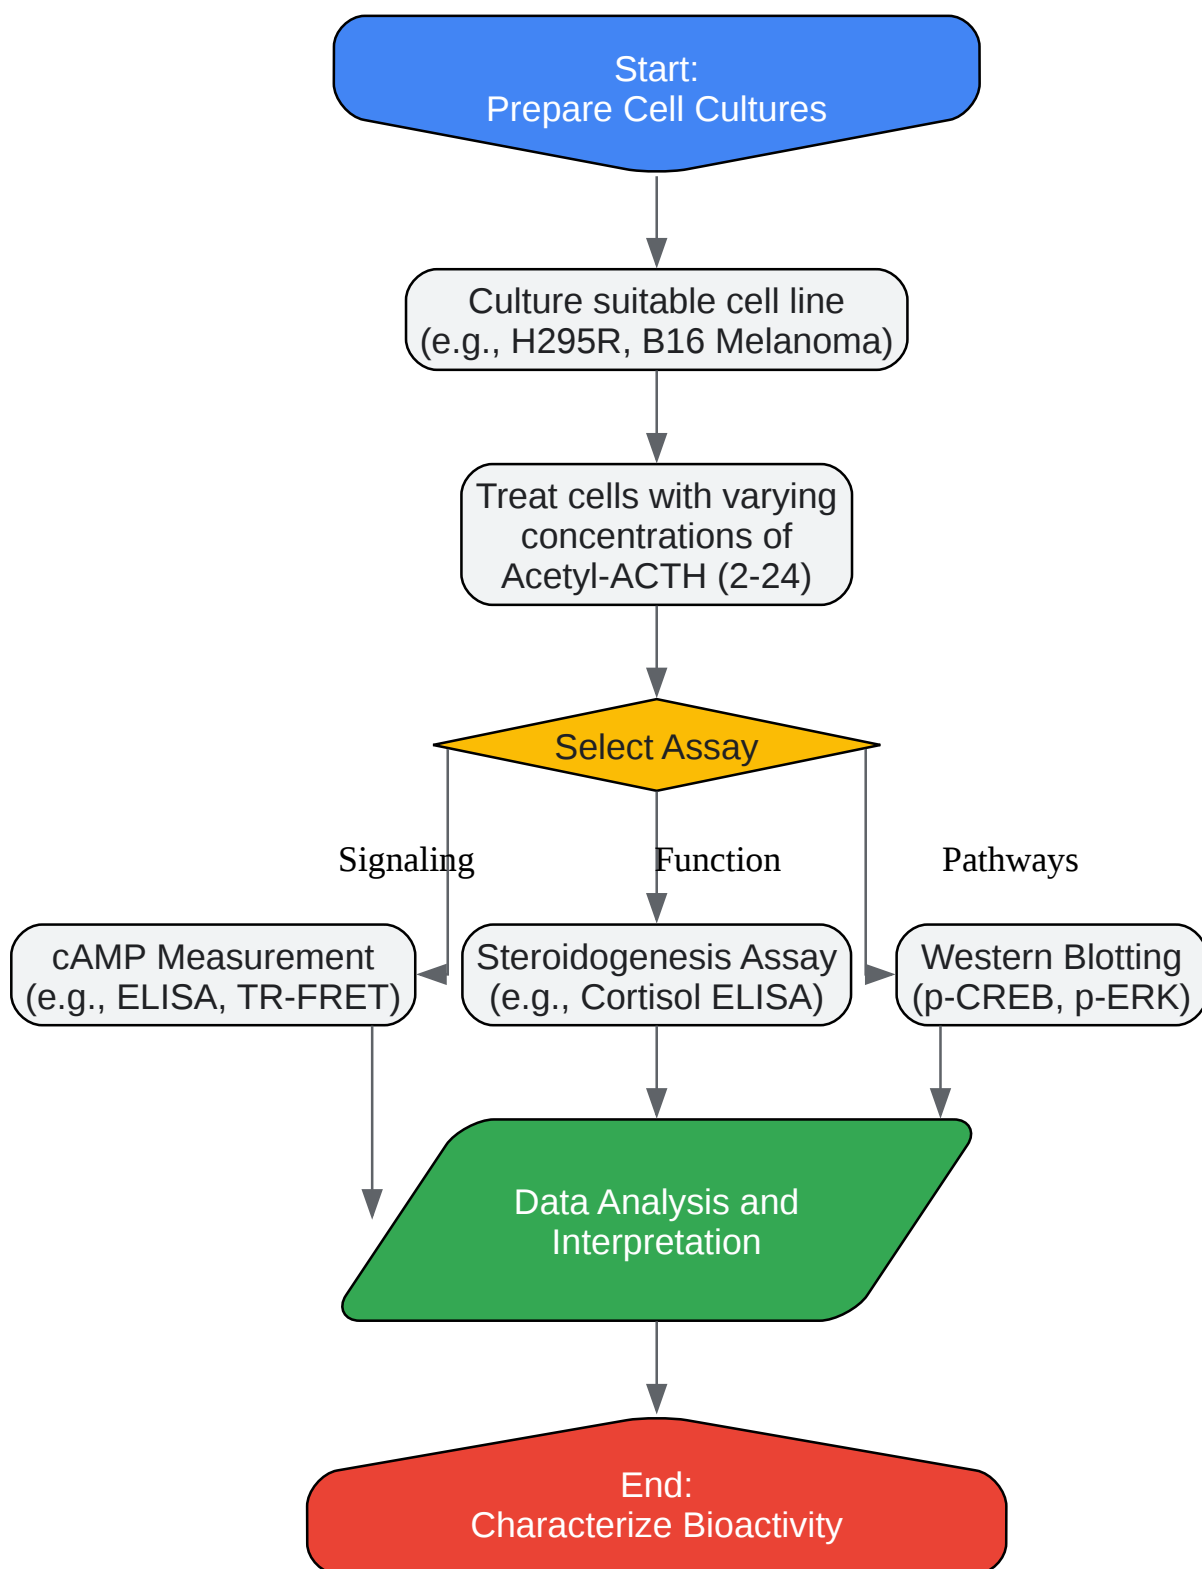 Start:
Prepare Cell Cultures
Culture suitable cell line
(e.g., H295R, B16 Melanoma)
Treat cells with varying
concentrations of
Acetyl-ACTH (2-24)
Select Assay
Signaling
Function
Pathways
cAMP Measurement
(e.g., ELISA, TR-FRET)
Steroidogenesis Assay
(e.g., Cortisol ELISA)
Western Blotting
(p-CREB, p-ERK)
Data Analysis and
Interpretation
End:
Characterize Bioactivity